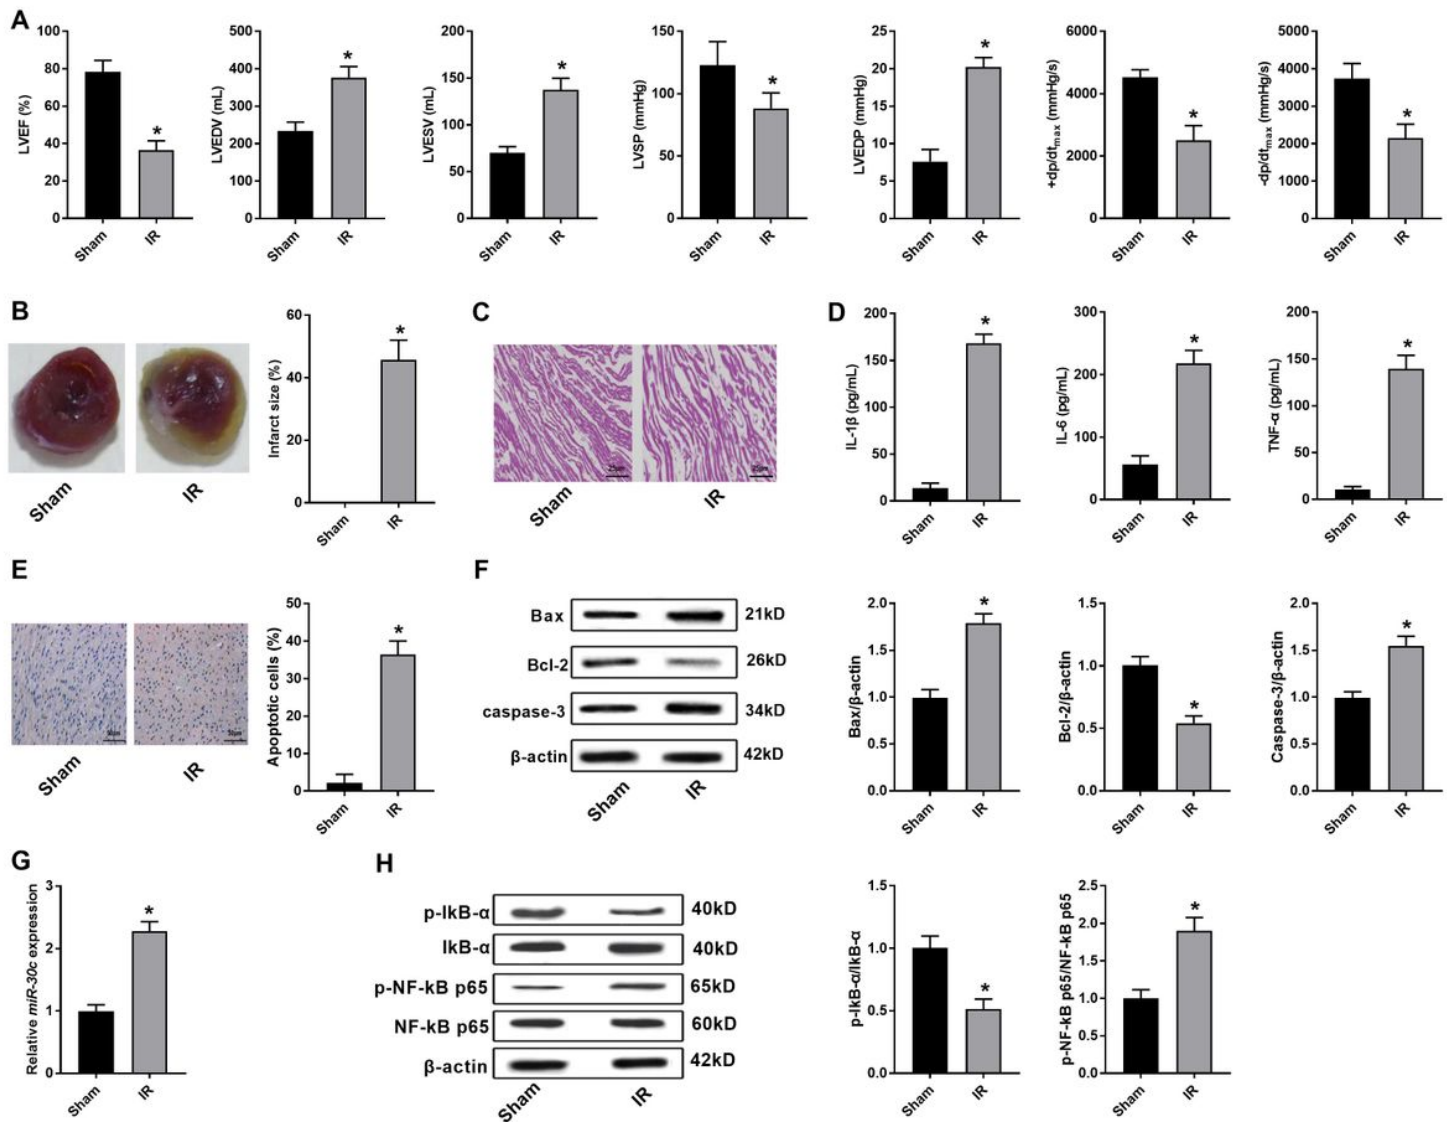 A
LVEF (%)
100
80
60
40
20
0
Sham
IR
*
LVEDV (mL)
500
400
300
200
100
0
Sham
IR
*
LVESV (mL)
200
150
100
50
0
Sham
IR
*
LVSP (mmHg)
150
100
50
0
Sham
IR
*
LVEDP (mmHg)
25
20
15
10
5
0
Sham
IR
*
+dp/dtmax (mmHg/s)
6000
4000
2000
0
Sham
IR
*
-dp/dtmax (mmHg/s)
5000
4000
3000
2000
1000
0
Sham
IR
*
B
Sham
IR
Infarct size (%)
60
40
20
0
Sham
IR
*
C
25μm
25μm
Sham
IR
D
IL-1β (pg/mL)
200
150
100
50
0
Sham
IR
*
IL-6 (pg/mL)
300
200
100
0
Sham
IR
*
TNF-α (pg/mL)
200
150
100
50
0
Sham
IR
*
E
50μm
50μm
Sham
IR
Apoptotic cells (%)
50
40
30
20
10
0
Sham
IR
*
F
Bax
21kD
Bcl-2
26kD
caspase-3
34kD
β-actin
42kD
Sham
IR
Bax/β-actin
2.0
1.5
1.0
0.5
0.0
Sham
IR
*
Bcl-2/β-actin
1.5
1.0
0.5
0.0
Sham
IR
*
Caspase-3/β-actin
2.0
1.5
1.0
0.5
0.0
Sham
IR
*
G
Relative miR-30c expression
3
2
1
0
Sham
IR
*
H
p-IkB-α
40kD
IkB-α
40kD
p-NF-kB p65
65kD
NF-kB p65
60kD
β-actin
42kD
Sham
IR
p-IkB-α/IkB-α
1.5
1.0
0.5
0.0
Sham
IR
*
p-NF-kB p65/NF-kB p65
2.5
2.0
1.5
1.0
0.5
0.0
Sham
IR
*